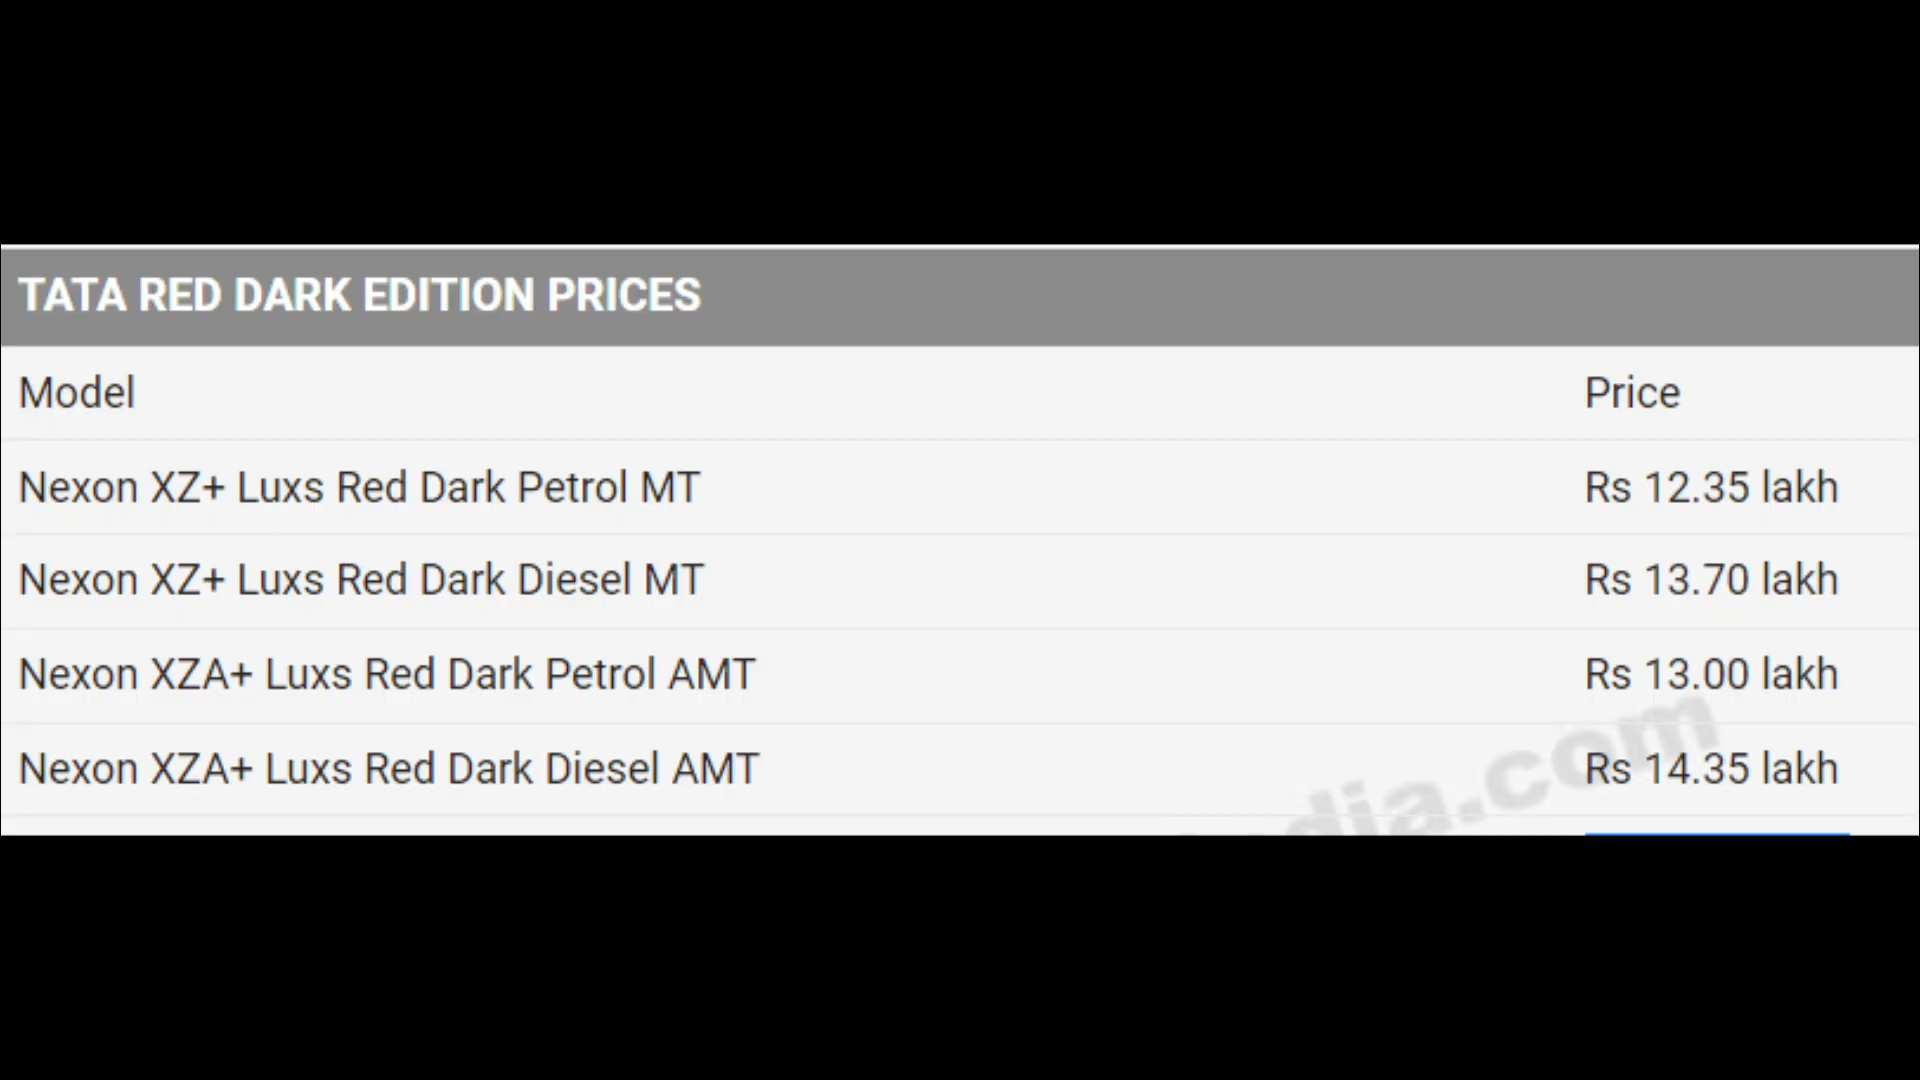 TATA RED DARK EDITION PRICES
Model Price
Nexon XZ+ Luxs Red Dark Petrol MT Rs 12.35 lakh
Nexon XZ+ Luxs Red Dark Diesel MT Rs 13.70 lakh
Nexon XZA+ Luxs Red Dark Petrol AMT Rs 13.00 lakh
Nexon XZA+ Luxs Red Dark Diesel AMT Rs 14.35 lakh